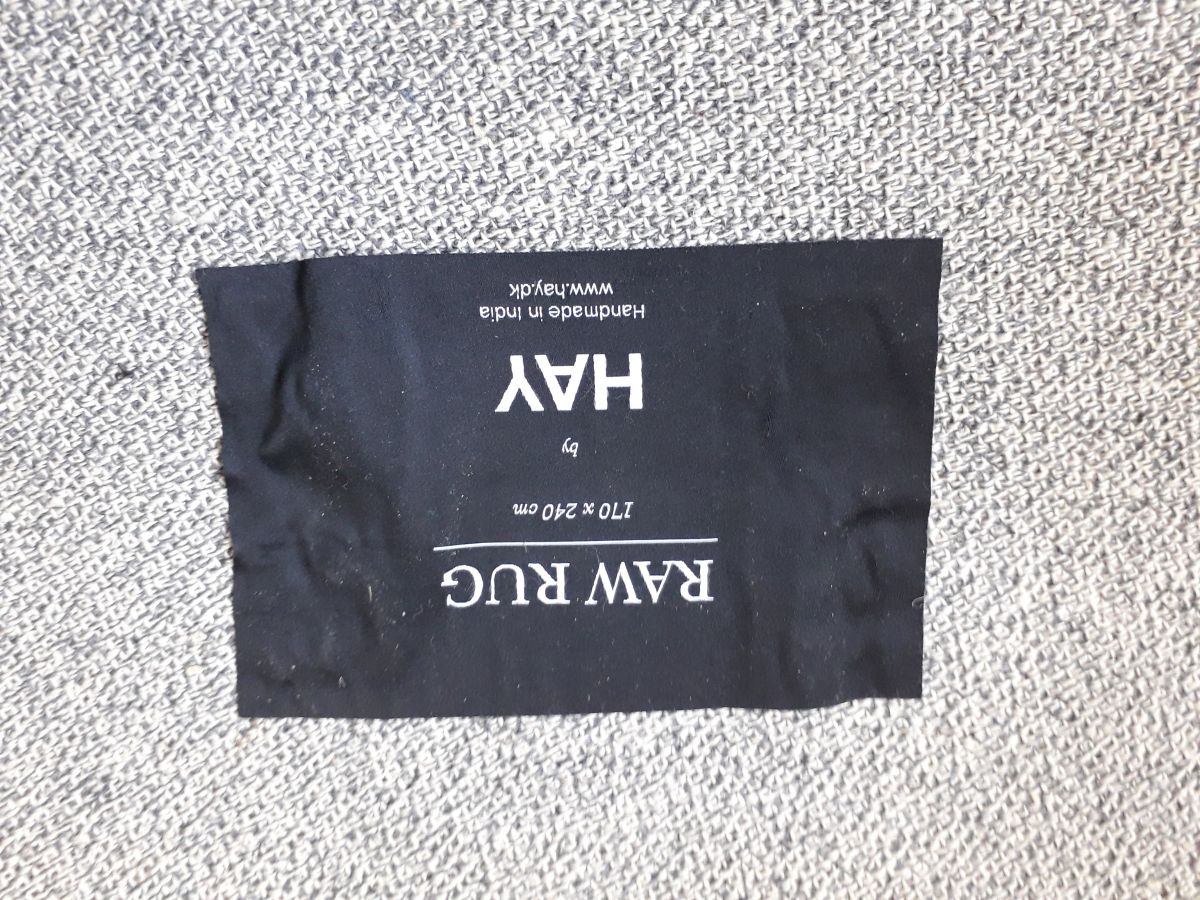 RAW RUG
170 x 240 cm
by
HAY
Handmade in India
www.hay.dk